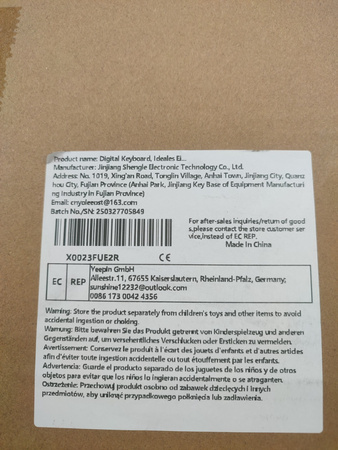 Product name: Digital Keyboard, Ideales Ei...
Manufacturer: Jinjiang Shengle Electronic Technology Co., Ltd.
Address: No. 1019, Xing'an Road, Tonglin Village, Anhai Town, Jinjiang City, Quanz
hou City, Fujian Province (Anhai Park, Jinjiang Key Base of Equipment Manufacturi
ng Industry in Fujian Province)
Email: cnyoleeost@163.com
Batch No./SN: 250327705849
For after-sales inquiries/return of good
s,please contact the store customer ser
vice,instead of EC REP.
Made In China
X0023FUE2R
CE
EC REP
Yeepin GmbH
Alleestr.11, 67655 Kaiserslautern, Rheinland-Pfalz, Germany;
sunshine12232@outlook.com
0086 173 0042 4356
Warning: Store the product separately from children's toys and other items to avoid
accidental ingestion or choking.
Warnung: Bitte bewahren Sie das Produkt getrennt von Kinderspielzeug und anderen
Gegenständen auf, um versehentliches Verschlucken oder Ersticken zu vermeiden.
Avertissement: Conservez le produit à l'écart des jouets d'enfants et d'autres articles
afin d'éviter toute ingestion accidentelle ou tout étouffement par les enfants.
Advertencia: Guarde el producto separado de los juguetes de los niños y de otros
objetos para evitar que los niños lo ingieran accidentalmente o se atraganten.
Ostrzeżenie: Przechowuj produkt osobno od zabawek dziecięcych i innych
przedmiotów, aby uniknąć przypadkowego połknięcia lub zadławienia.